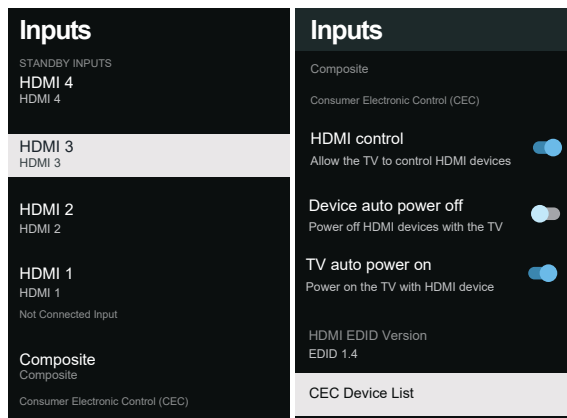 Inputs
STANDBY INPUTS
HDMI 4
HDMI 4
HDMI 3
HDMI 3
HDMI 2
HDMI 2
HDMI 1
HDMI 1
Not Connected Input
Composite
Composite
Consumer Electronic Control (CEC)
Inputs
Composite
Consumer Electronic Control (CEC)
HDMI control
Allow the TV to control HDMI devices
Device auto power off
Power off HDMI devices with the TV
TV auto power on
Power on the TV with HDMI device
HDMI EDID Version
EDID 1.4
CEC Device List